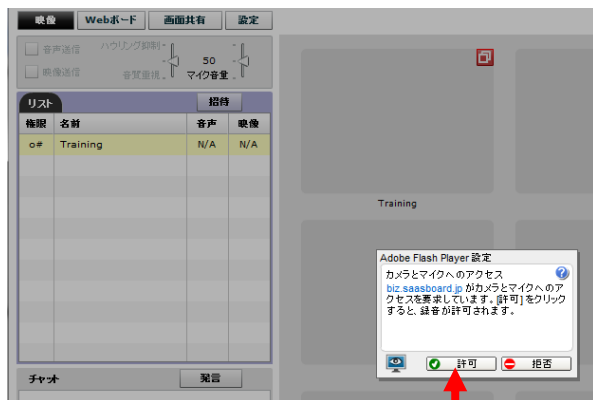 映像 Webボード 画面共有 設定
音声送信 ハウリング抑制
映像送信 音質重視 50 マイク音量
リスト 招待
権限 名前 音声 映像
o# Training N/A N/A
Training
Adobe Flash Player 設定
カメラとマイクへのアクセス
biz.saasboard.jp がカメラとマイクへのア
クセスを要求しています。[許可] をクリック
すると、録音が許可されます。
許可 拒否
チャット 発言